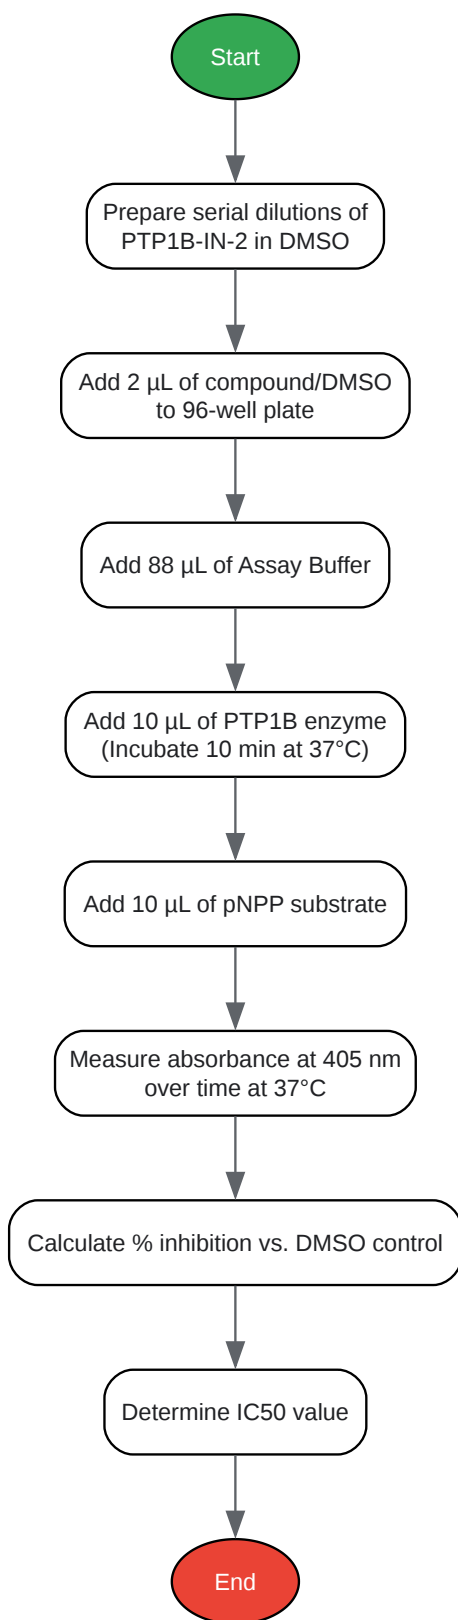 Start
Prepare serial dilutions of
PTP1B-IN-2 in DMSO
Add 2 µL of compound/DMSO
to 96-well plate
Add 88 µL of Assay Buffer
Add 10 µL of PTP1B enzyme
(Incubate 10 min at 37°C)
Add 10 µL of pNPP substrate
Measure absorbance at 405 nm
over time at 37°C
Calculate % inhibition vs. DMSO control
Determine IC50 value
End